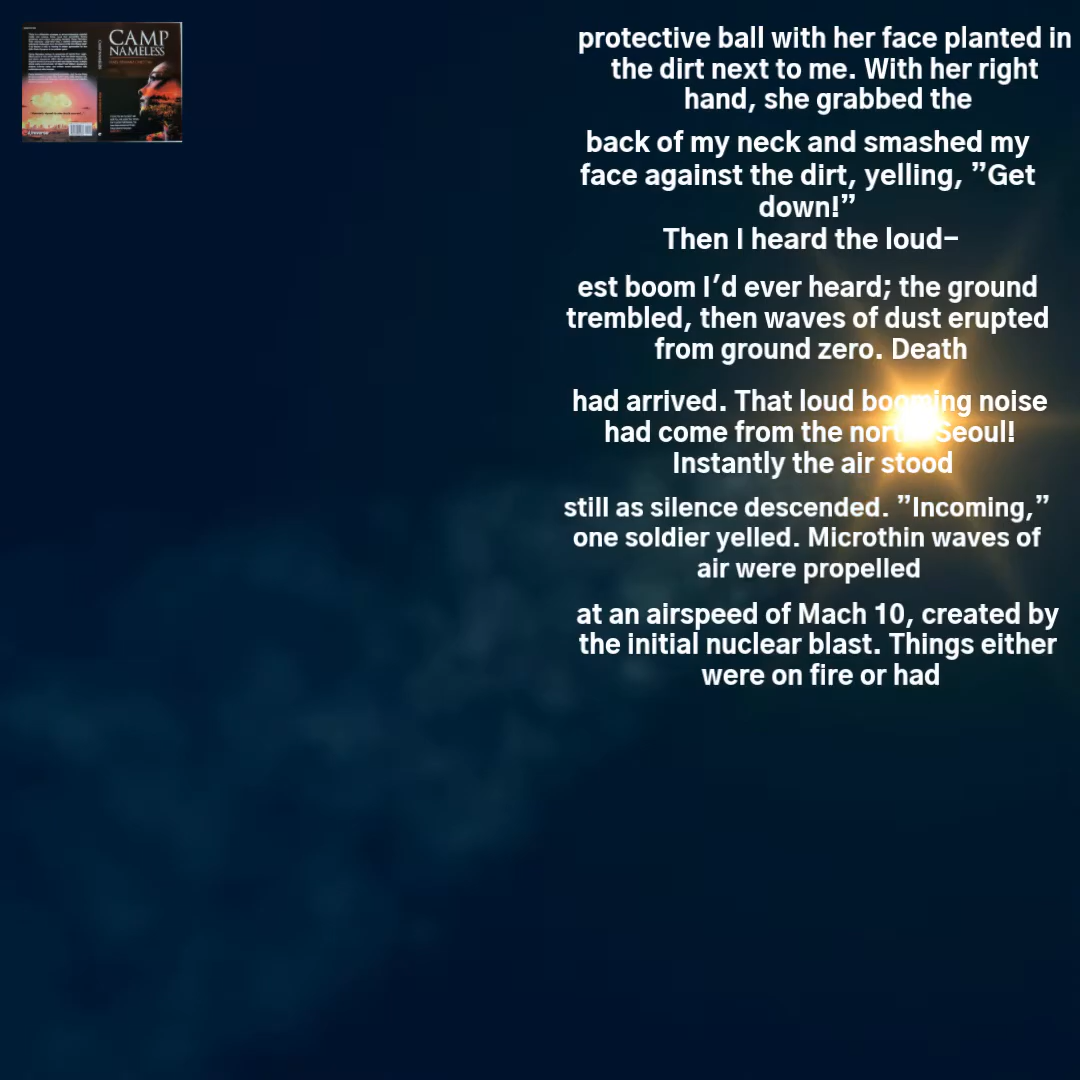 CAMP
NAMELESS
protective ball with her face planted in
the dirt next to me. With her right
hand, she grabbed the
back of my neck and smashed my
face against the dirt, yelling, ”Get
down!”
Then I heard the loud-
est boom I'd ever heard; the ground
trembled, then waves of dust erupted
from ground zero. Death
had arrived. That loud booming noise
had come from the Seoul!
Instantly the air stood
still as silence descended. ”Incoming,”
one soldier yelled. Microthin waves of
air were propelled
at an airspeed of Mach 10, created by
the initial nuclear blast. Things either
were on fire or had